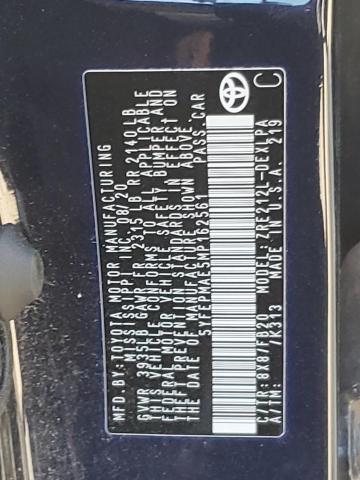 MFD. BY: TOYOTA MOTOR MANUFACTURING
MISSISSIPPI, INC. 08/20
GVWR 3935LB GAWR FR 2315 LB RR 2140 LB
THIS VEHICLE CONFORMS TO ALL APPLICABLE
FEDERAL MOTOR VEHICLE SAFETY, BUMPER, AND
THEFT PREVENTION STANDARDS IN EFFECT ON
THE DATE OF MANUFACTURE SHOWN ABOVE.
5YFEPMAE5MP162561 PASS.CAR
C/TR: 8X8/FB20 MODEL: ZRE212L-DEXLPA
A/TM: /K313 MADE IN U.S.A. 219
C